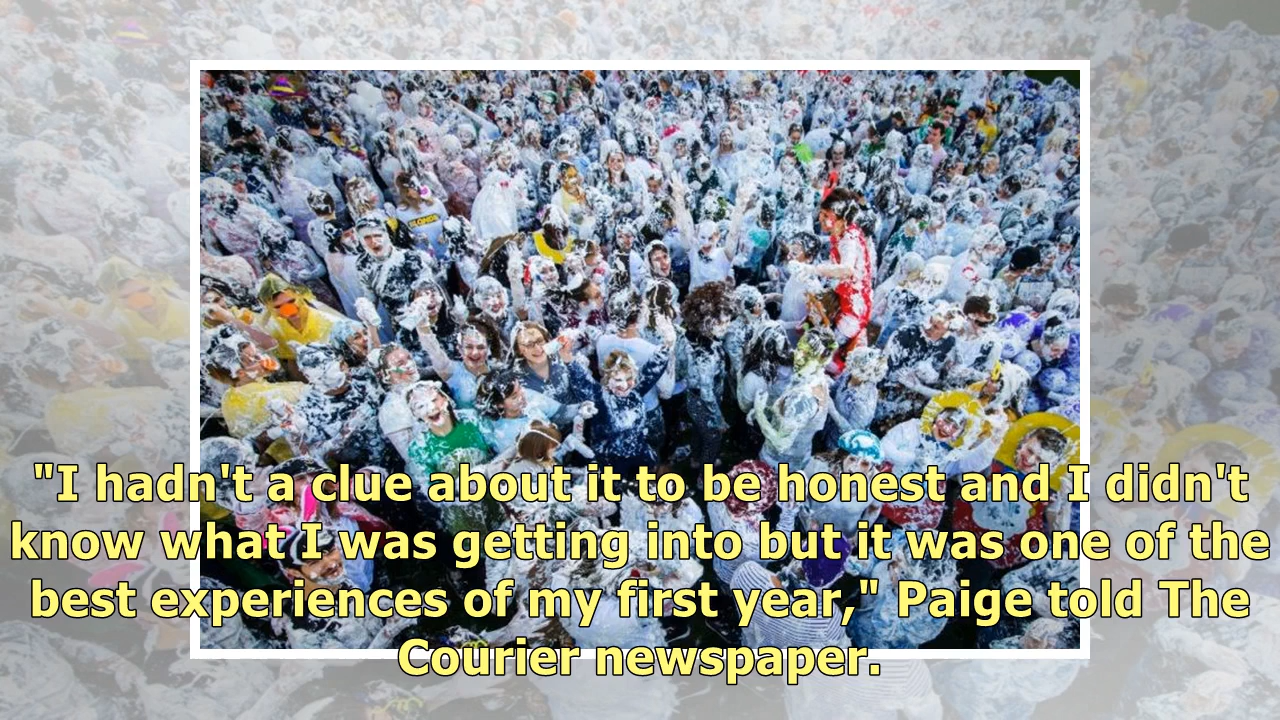 BLONDE
"I hadn't a clue about it to be honest and I didn't
know what I was getting into but it was one of the
best experiences of my first year," Paige told The
Courier newspaper.